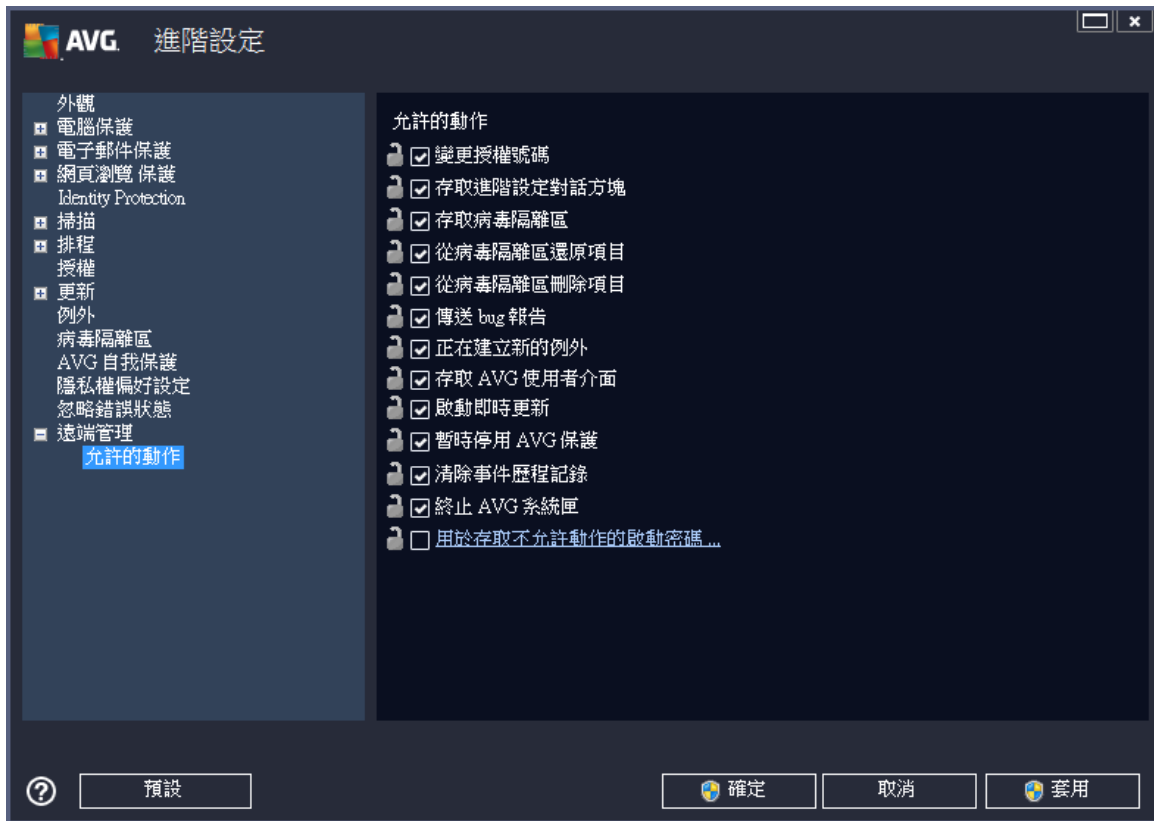 AVG. 進階設定
外觀
電腦保護
電子郵件保護
網頁瀏覽 保護
Identity Protection
掃描
排程
授權
更新
例外
病毒隔離區
AVG 自我保護
隱私權偏好設定
忽略錯誤狀態
遠端管理
允許的動作
允許的動作
變更授權號碼
存取進階設定對話方塊
存取病毒隔離區
從病毒隔離區還原項目
從病毒隔離區刪除項目
傳送 bug 報告
正在建立新的例外
存取 AVG 使用者介面
啟動即時更新
暫時停用 AVG 保護
清除事件歷程記錄
終止 AVG 系統匣
用於存取不允許動作的啟動密碼 ...
預設
確定
取消
套用